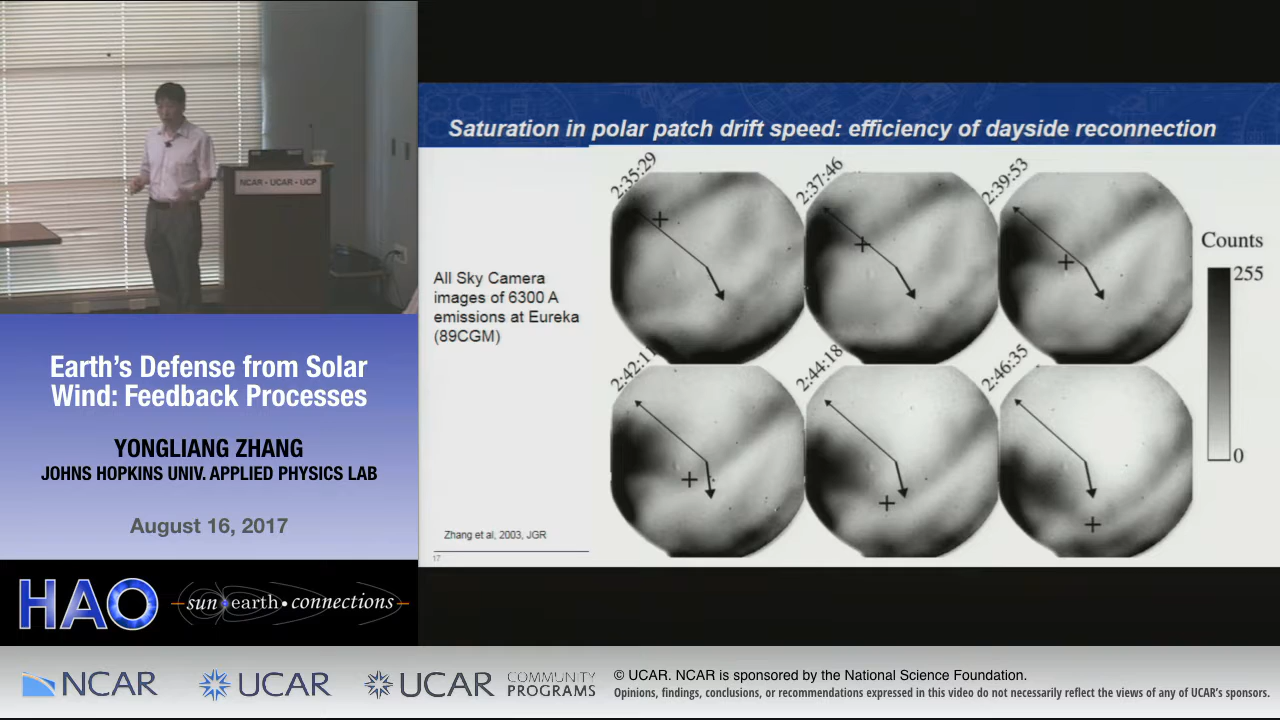 NCAR • UCAR • UCP
Earth's Defense from Solar
Wind: Feedback Processes
YONGLIANG ZHANG
JOHNS HOPKINS UNIV. APPLIED PHYSICS LAB
August 16, 2017
HAO
sun • earth • connections
Saturation in polar patch drift speed: efficiency of dayside reconnection
All Sky Camera
images of 6300 A
emissions at Eureka
(89CGM)
2:35:29
2:37:46
2:39:53
2:42:11
2:44:18
2:46:35
Counts
255
0
Zhang et al, 2003, JGR
17
NCAR
UCAR
UCAR
COMMUNITY
PROGRAMS
© UCAR. NCAR is sponsored by the National Science Foundation.
Opinions, findings, conclusions, or recommendations expressed in this video do not necessarily reflect the views of any of UCAR's sponsors.